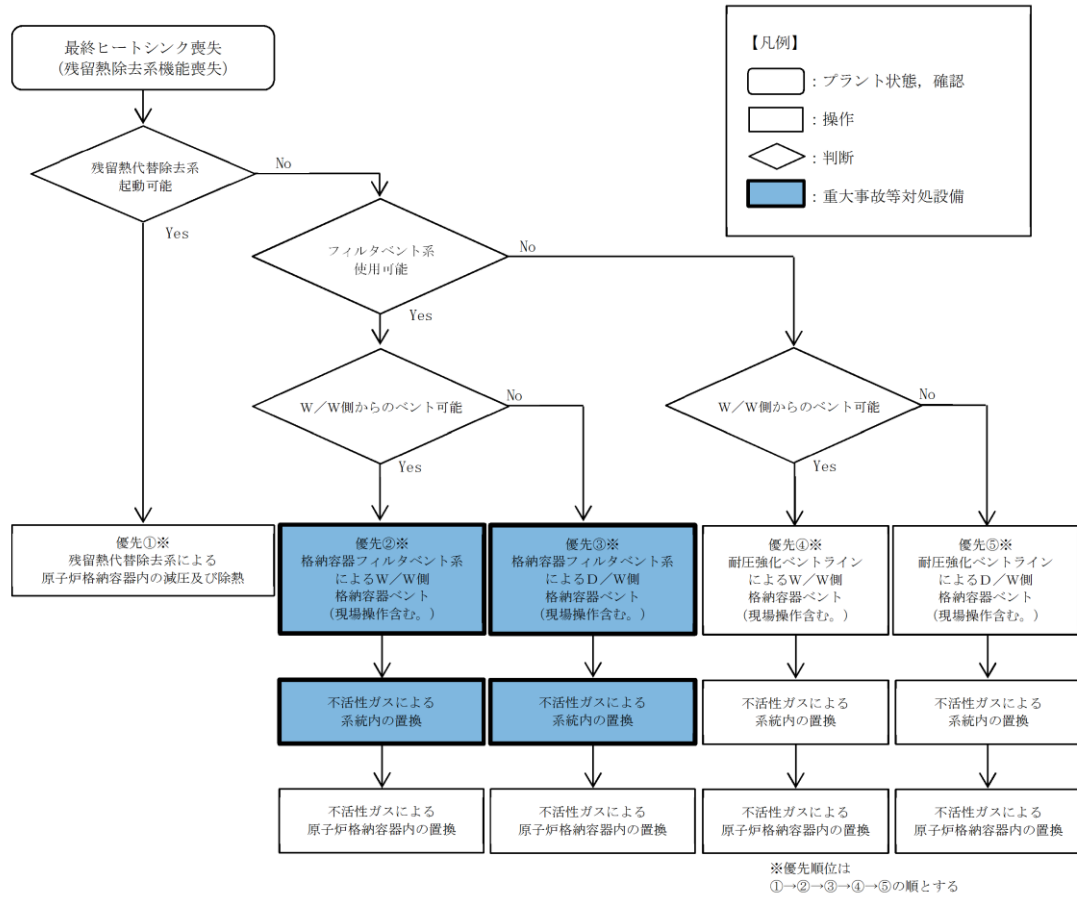 最終ヒートシンク喪失
(残留熱除去系機能喪失)
【凡例】
：プラント状態，確認
：操作
：判断
：重大事故等対処設備
残留熱代替除去系
起動可能
No
Yes
フィルタベント系
使用可能
No
Yes
W／W側からのベント可能
No
Yes
W／W側からのベント可能
No
Yes
優先①※
残留熱代替除去系による
原子炉格納容器内の減圧及び除熱
優先②※
格納容器フィルタベント系
によるW／W側
格納容器ベント
(現場操作含む。)
優先③※
格納容器フィルタベント系
によるD／W側
格納容器ベント
(現場操作含む。)
優先④※
耐圧強化ベントライン
によるW／W側
格納容器ベント
(現場操作含む。)
優先⑤※
耐圧強化ベントライン
によるD／W側
格納容器ベント
(現場操作含む。)
不活性ガスによる
系統内の置換
不活性ガスによる
系統内の置換
不活性ガスによる
系統内の置換
不活性ガスによる
系統内の置換
不活性ガスによる
原子炉格納容器内の置換
不活性ガスによる
原子炉格納容器内の置換
不活性ガスによる
原子炉格納容器内の置換
不活性ガスによる
原子炉格納容器内の置換
※優先順位は
①→②→③→④→⑤の順とする